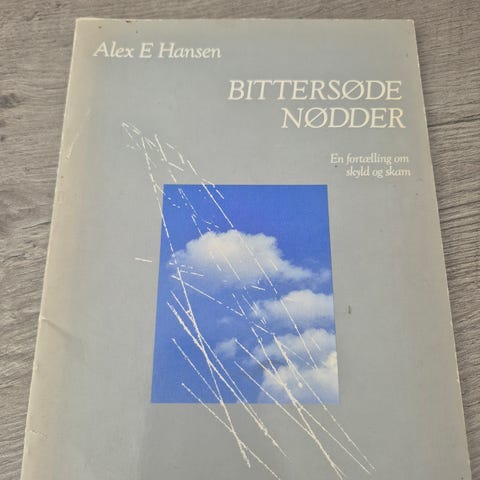 Alex E Hansen
BITTERSØDE
NØDDER
En fortælling om
skyld og skam